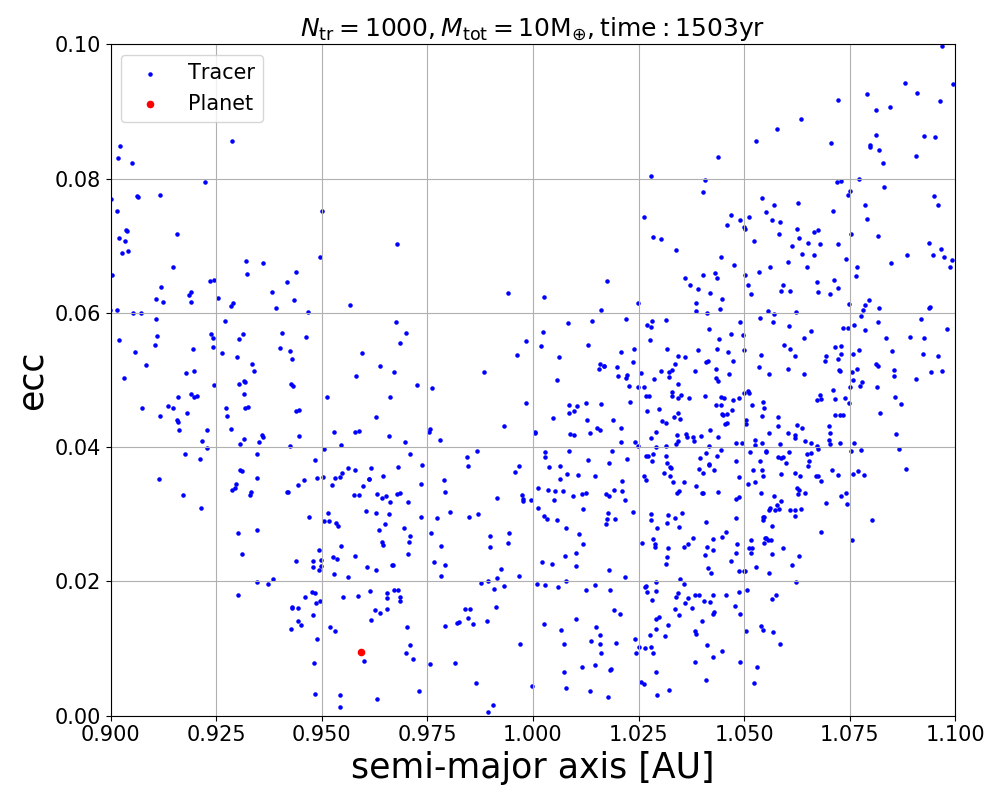 N_tr = 1000, M_tot = 10M_⊕, time : 1503yr
Tracer
Planet
ecc
0.10
0.08
0.06
0.04
0.02
0.00
0.900 0.925 0.950 0.975 1.000 1.025 1.050 1.075 1.100
semi-major axis [AU]